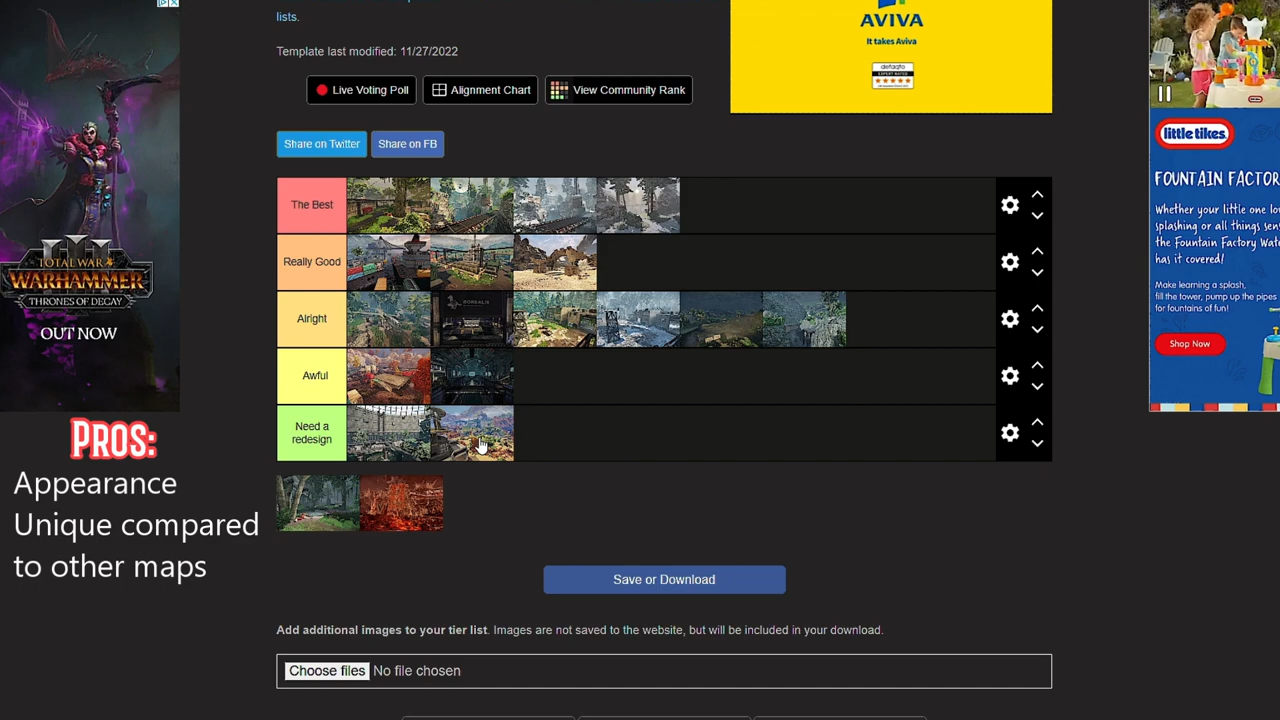 lists.
Template last modified: 11/27/2022
Live Voting Poll
Alignment Chart
View Community Rank
Share on Twitter
Share on FB
The Best
Really Good
Alright
BOREALIS
Awful
Need a
redesign
Save or Download
Add additional images to your tier list. Images are not saved to the website, but will be included in your download.
Choose files No file chosen
III
TOTAL WAR
WARHAMMER
THRONES OF DECAY
OUT NOW
PROS:
Appearance
Unique compared
to other maps
AVIVA
It takes Aviva
defaqto
EXPERT RATED
little tikes
FOUNTAIN FACTOR
Whether your little one lo
splashing or all things sen
the Fountain Factory Wat
has it covered!
Make learning a splash,
fill the tower, pump up the pipes
for fountains of fun!
Shop Now